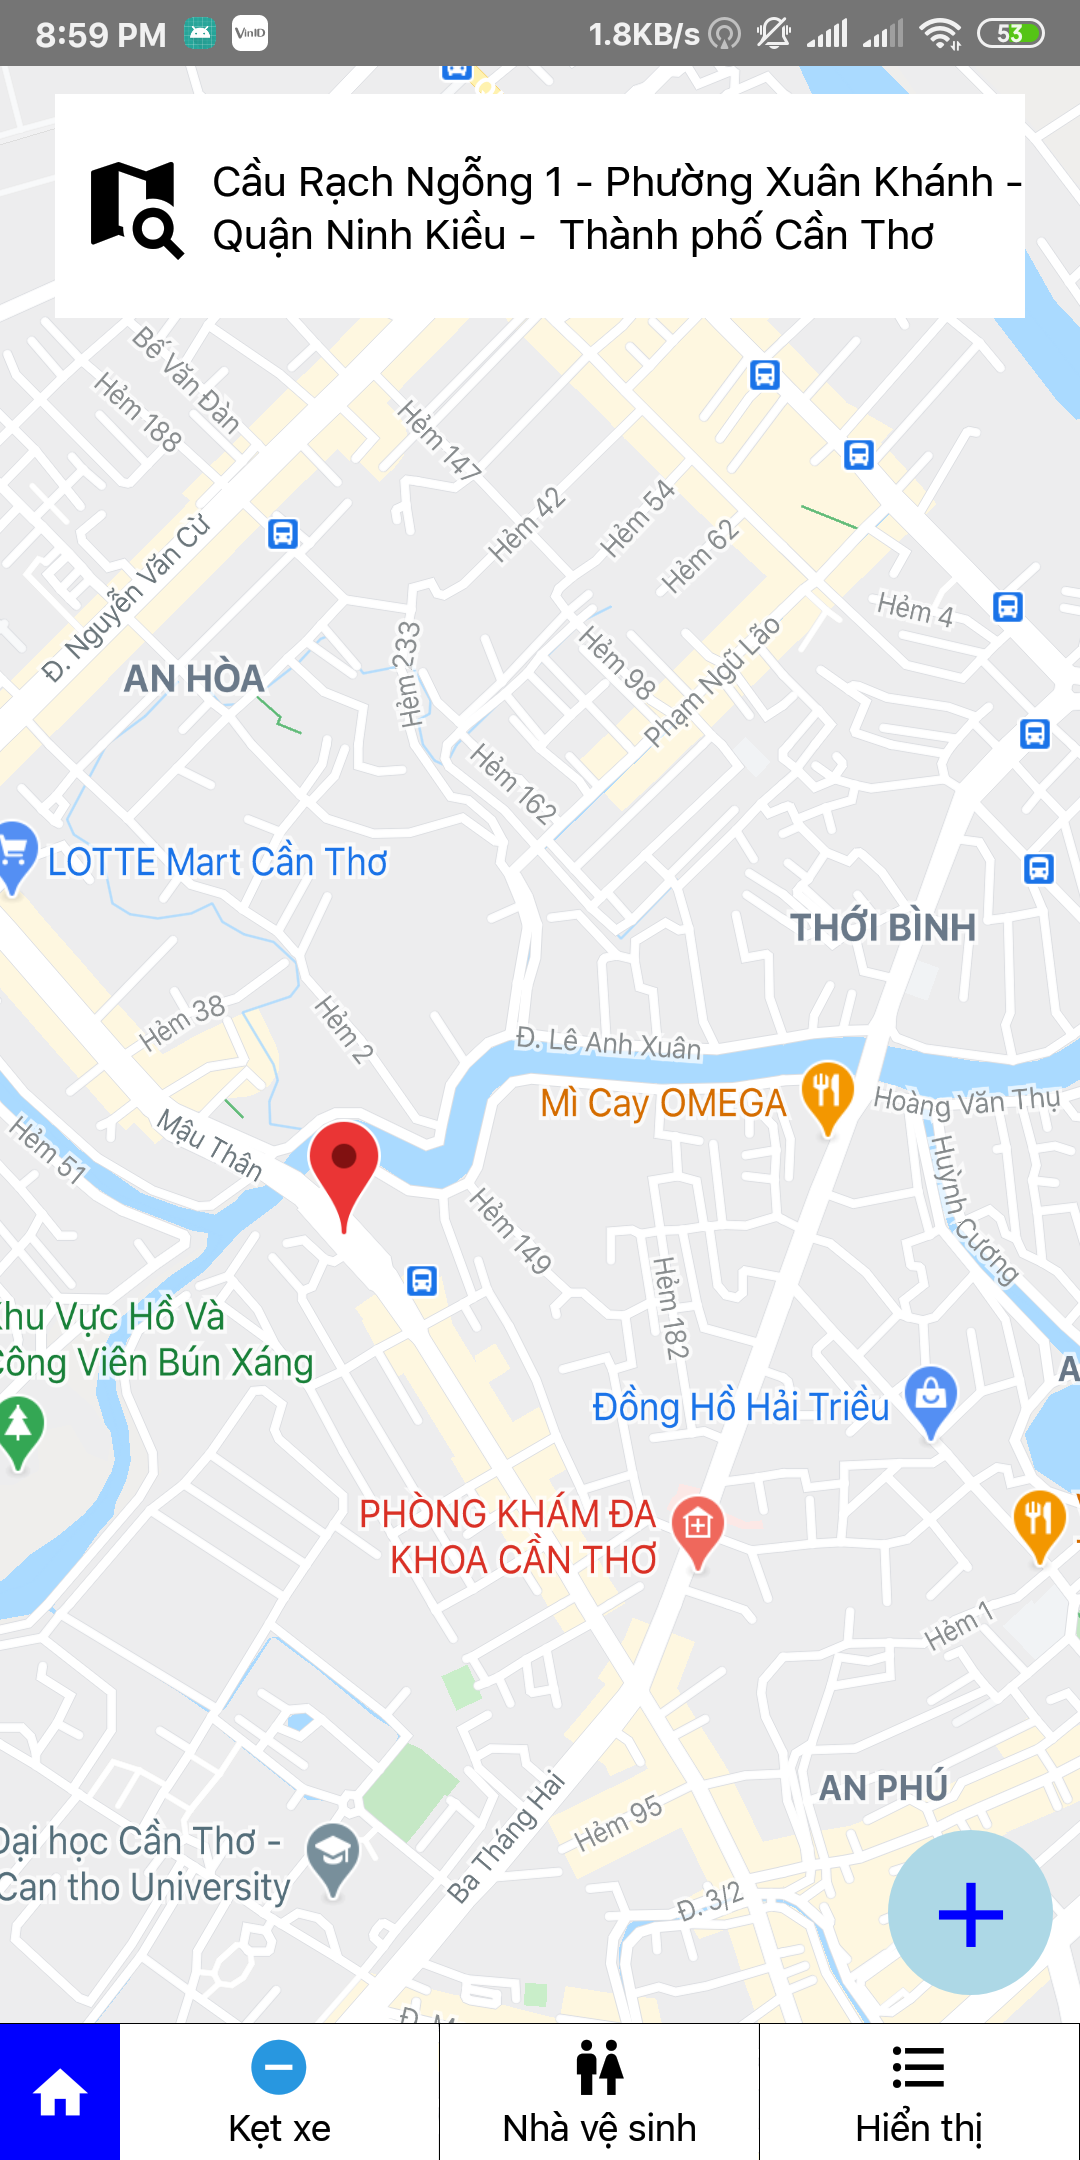 8:59 PM
VinID
1.8KB/s
53
Cầu Rạch Ngỗng 1 - Phường Xuân Khánh -
Quận Ninh Kiều - Thành phố Cần Thơ
Bế Văn Đàn
Hẻm 188
Hẻm 147
Hẻm 42
Hẻm 54
Hẻm 62
Đ. Nguyễn Văn Cừ
Hẻm 4
Hẻm 233
Hẻm 98
Phạm Ngũ Lão
AN HÒA
Hẻm 162
LOTTE Mart Cần Thơ
THỚI BÌNH
Hẻm 38
Hẻm 2
Đ. Lê Anh Xuân
Mì Cay OMEGA
Hoàng Văn Thụ
Mậu Thân
Hẻm 51
Huỳnh Cương
Hẻm 149
Hẻm 182
Khu Vực Hồ Và
Công Viên Bún Xáng
A
Đồng Hồ Hải Triều
PHÒNG KHÁM ĐA
KHOA CẦN THƠ
Hẻm 1
AN PHÚ
Ba Tháng Hai
Hẻm 95
Đại học Cần Thơ -
Can tho University
Đ. 3/2
Kẹt xe
Nhà vệ sinh
Hiển thị